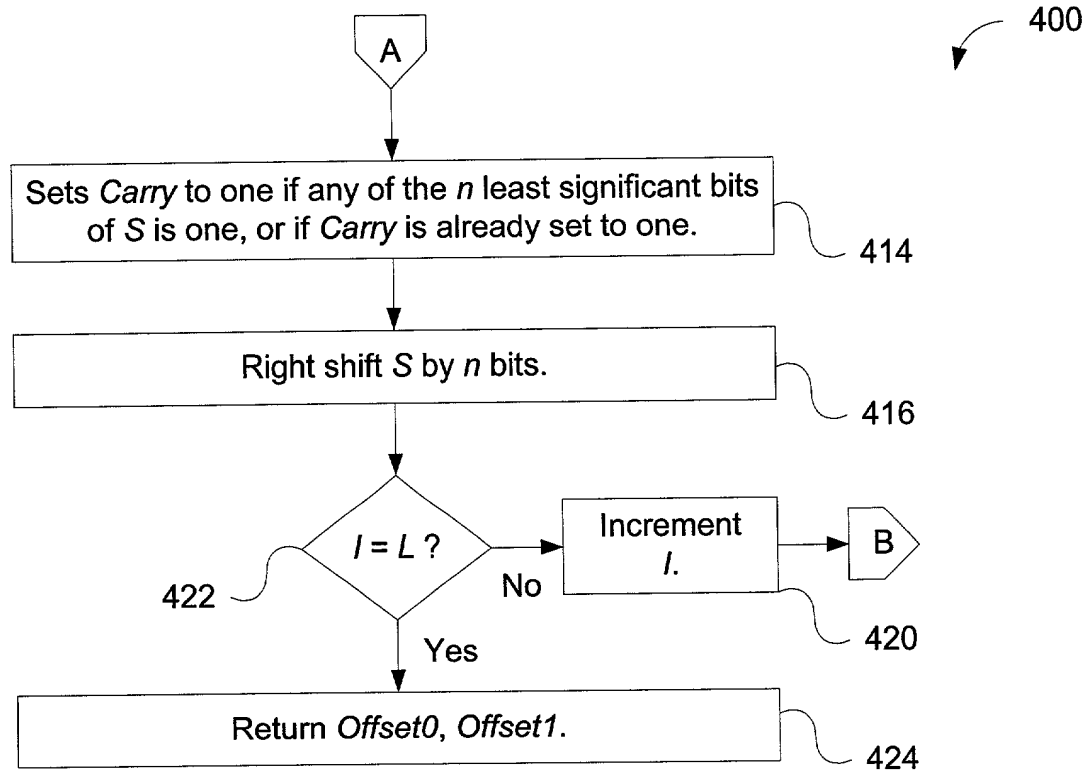 400
A
Sets Carry to one if any of the n least significant bits
of S is one, or if Carry is already set to one.
414
Right shift S by n bits.
416
I = L ?
422
No
Increment
I.
420
B
Yes
Return Offset0, Offset1.
424